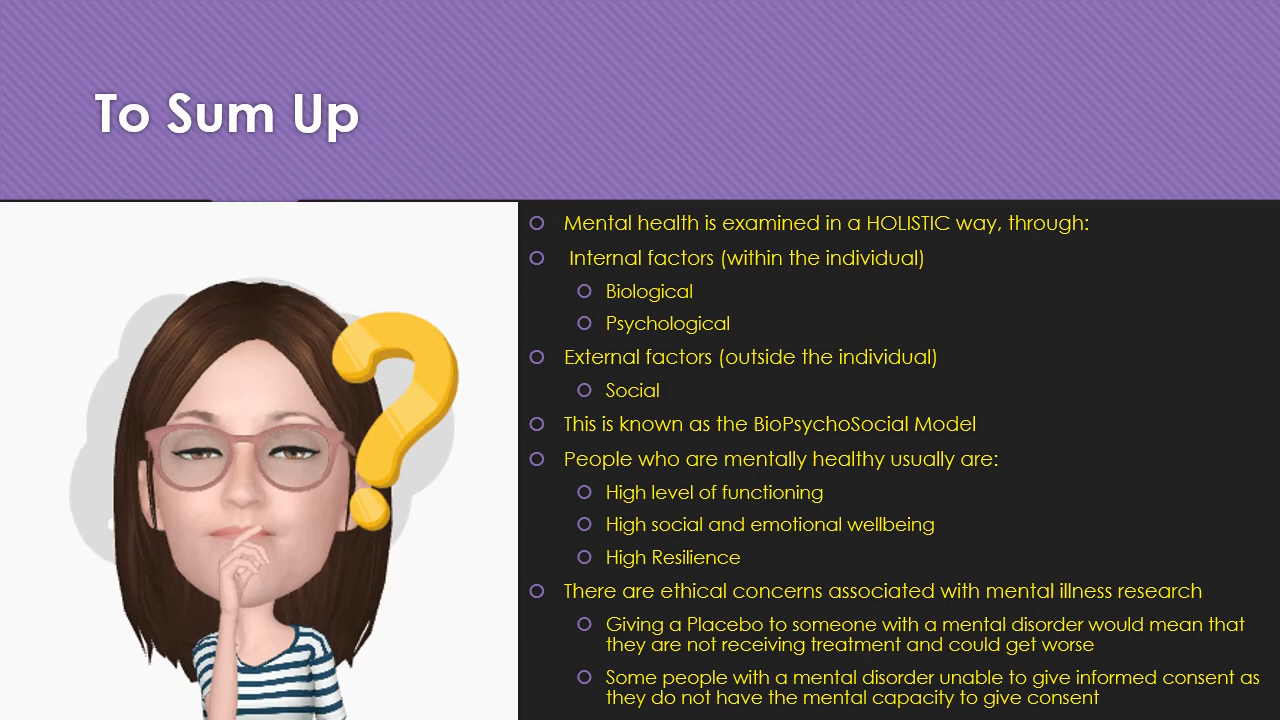 To Sum Up
Mental health is examined in a HOLISTIC way, through:
Internal factors (within the individual)
Biological
Psychological
External factors (outside the individual)
Social
This is known as the BioPsychoSocial Model
People who are mentally healthy usually are:
High level of functioning
High social and emotional wellbeing
High Resilience
There are ethical concerns associated with mental illness research
Giving a Placebo to someone with a mental disorder would mean that
they are not receiving treatment and could get worse
Some people with a mental disorder unable to give informed consent as
they do not have the mental capacity to give consent